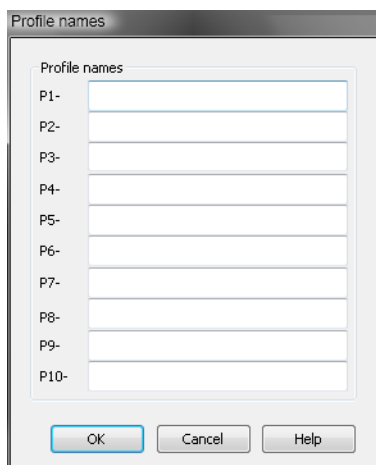 Profile names
Profile names
P1-
P2-
P3-
P4-
P5-
P6-
P7-
P8-
P9-
P10-
OK Cancel Help